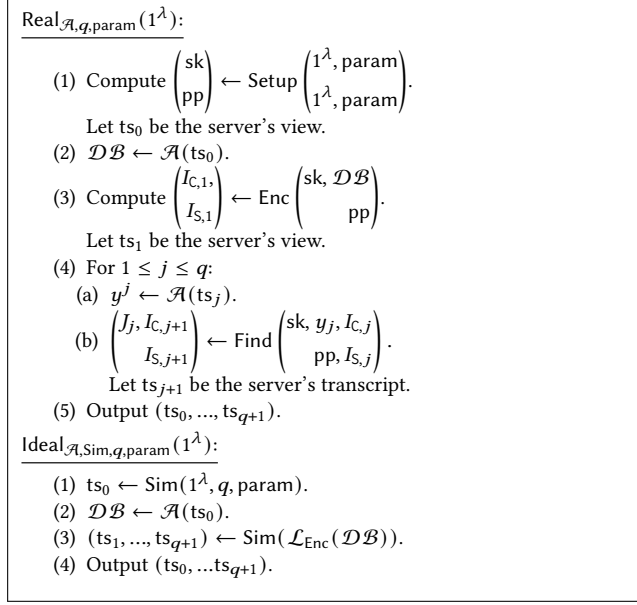 Real_{𝒜,q,param}(1^λ):
(1) Compute (sk pp) ← Setup (1^λ, param 1^λ, param).
Let ts_0 be the server's view.
(2) 𝒟ℬ ← 𝒜(ts_0).
(3) Compute (I_{C,1}, I_{S,1}) ← Enc (sk, 𝒟ℬ pp).
Let ts_1 be the server's view.
(4) For 1 ≤ j ≤ q:
(a) y^j ← 𝒜(ts_j).
(b) (J_j, I_{C,j+1} I_{S,j+1}) ← Find (sk, y_j, I_{C,j} pp, I_{S,j}) .
Let ts_{j+1} be the server's transcript.
(5) Output (ts_0, ..., ts_{q+1}).
Ideal_{𝒜,Sim,q,param}(1^λ):
(1) ts_0 ← Sim(1^λ, q, param).
(2) 𝒟ℬ ← 𝒜(ts_0).
(3) (ts_1, ..., ts_{q+1}) ← Sim(ℒ_{Enc}(𝒟ℬ)).
(4) Output (ts_0, ...ts_{q+1}).